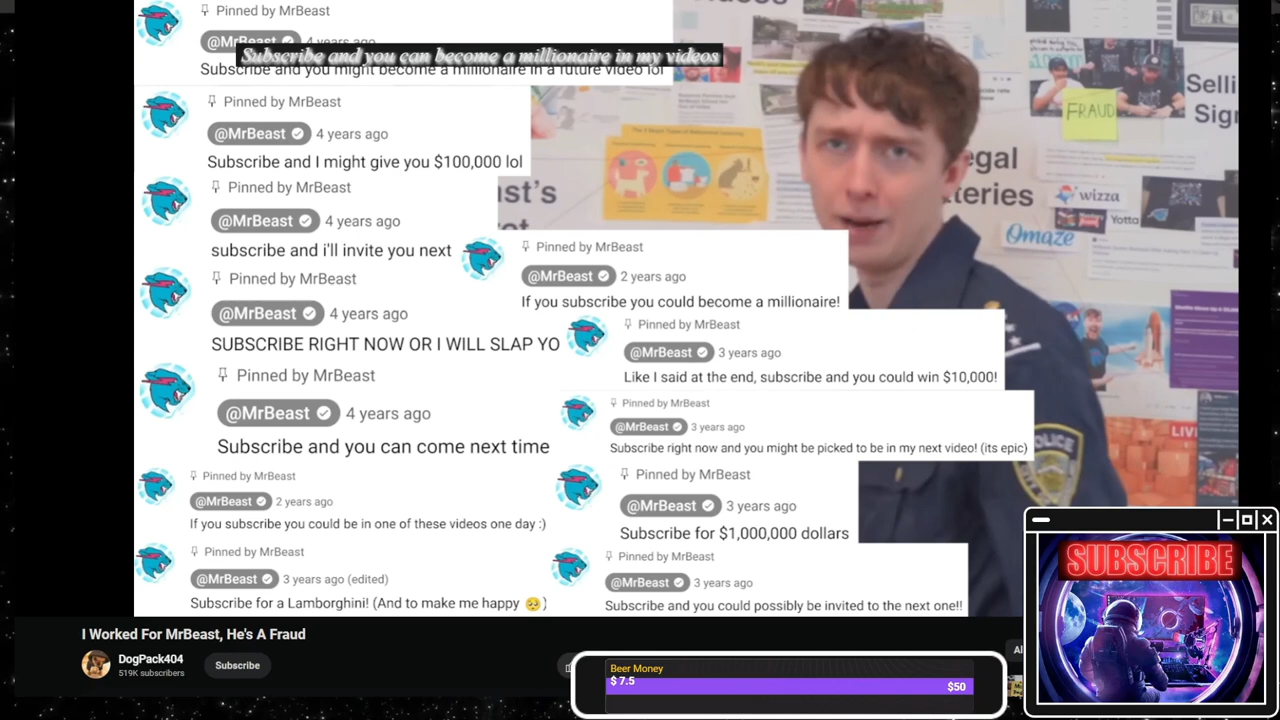 Pinned by MrBeast
@MrBeast 4 years ago
Subscribe and you can become a millionaire in my videos
Subscribe and you might become a millionaire in a future video lol
Pinned by MrBeast
@MrBeast 4 years ago
Subscribe and I might give you $100,000 lol
Pinned by MrBeast
@MrBeast 4 years ago
subscribe and i'll invite you next
Pinned by MrBeast
@MrBeast 4 years ago
SUBSCRIBE RIGHT NOW OR I WILL SLAP YO
Pinned by MrBeast
@MrBeast 4 years ago
Subscribe and you can come next time
Pinned by MrBeast
@MrBeast 2 years ago
If you subscribe you could be in one of these videos one day :)
Pinned by MrBeast
@MrBeast 3 years ago (edited)
Subscribe for a Lamborghini! (And to make me happy 🥺)
Pinned by MrBeast
@MrBeast 2 years ago
If you subscribe you could become a millionaire!
Pinned by MrBeast
@MrBeast 3 years ago
Like I said at the end, subscribe and you could win $10,000!
Pinned by MrBeast
@MrBeast 3 years ago
Subscribe right now and you might be picked to be in my next video! (its epic)
Pinned by MrBeast
@MrBeast 3 years ago
Subscribe for $1,000,000 dollars
Pinned by MrBeast
@MrBeast 3 years ago
Subscribe and you could possibly be invited to the next one!!
FRAUD
Selli
Sig
egal
teries
ast's
wizza
Yotta
Omaze
LIVE
POLICE
SUBSCRIBE
I Worked For MrBeast, He's A Fraud
DogPack404
519K subscribers
Subscribe
Al
Beer Money
$ 7.5
$50